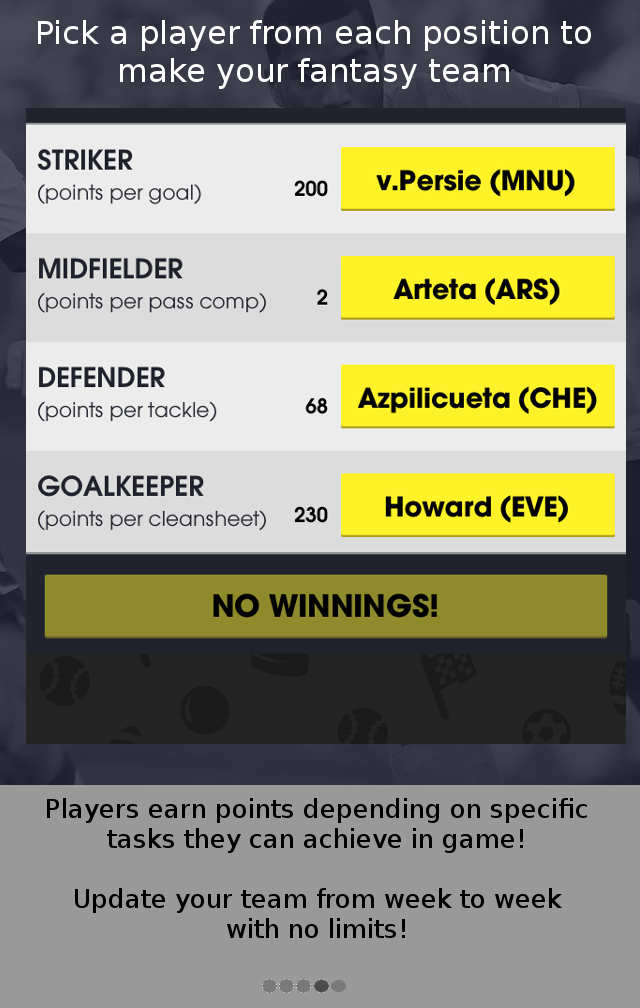 Pick a player from each position to
make your fantasy team
STRIKER
(points per goal)
200
v.Persie (MNU)
MIDFIELDER
(points per pass comp)
2
Arteta (ARS)
DEFENDER
(points per tackle)
68
Azpilicueta (CHE)
GOALKEEPER
(points per cleansheet)
230
Howard (EVE)
NO WINNINGS!
Players earn points depending on specific
tasks they can achieve in game!
Update your team from week to week
with no limits!